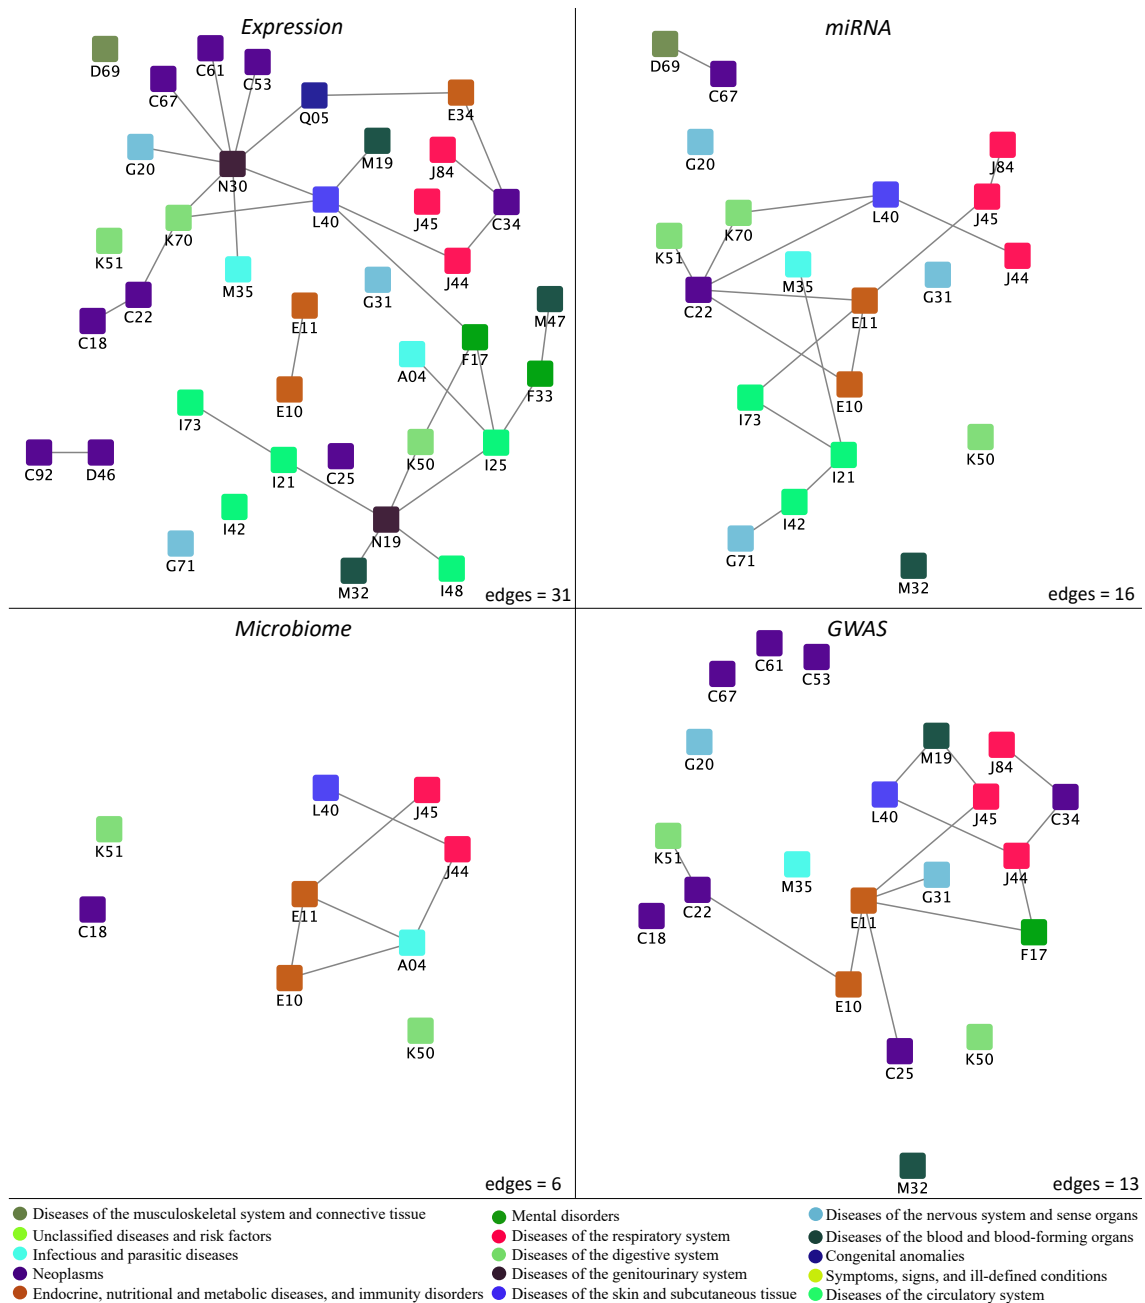 Expression
D69
C61
C53
C67
Q05
E34
G20
N30
M19
J84
L40
J45
C34
K70
K51
M35
J44
G31
C22
C18
E11
M47
F17
A04
F33
E10
I73
C92
D46
I21
C25
K50
I25
I42
N19
G71
M32
I48
edges = 31
miRNA
D69
C67
G20
J84
L40
J45
K70
K51
M35
J44
G31
C22
E11
E10
I73
K50
I21
I42
G71
M32
edges = 16
Microbiome
L40
J45
K51
J44
E11
C18
A04
E10
K50
edges = 6
GWAS
C61
C53
C67
G20
M19
J84
L40
J45
C34
K51
M35
J44
G31
C22
E11
C18
F17
E10
K50
C25
M32
edges = 13
Diseases of the musculoskeletal system and connective tissue
Unclassified diseases and risk factors
Infectious and parasitic diseases
Neoplasms
Endocrine, nutritional and metabolic diseases, and immunity disorders
Mental disorders
Diseases of the respiratory system
Diseases of the digestive system
Diseases of the genitourinary system
Diseases of the skin and subcutaneous tissue
Diseases of the nervous system and sense organs
Diseases of the blood and blood-forming organs
Congenital anomalies
Symptoms, signs, and ill-defined conditions
Diseases of the circulatory system